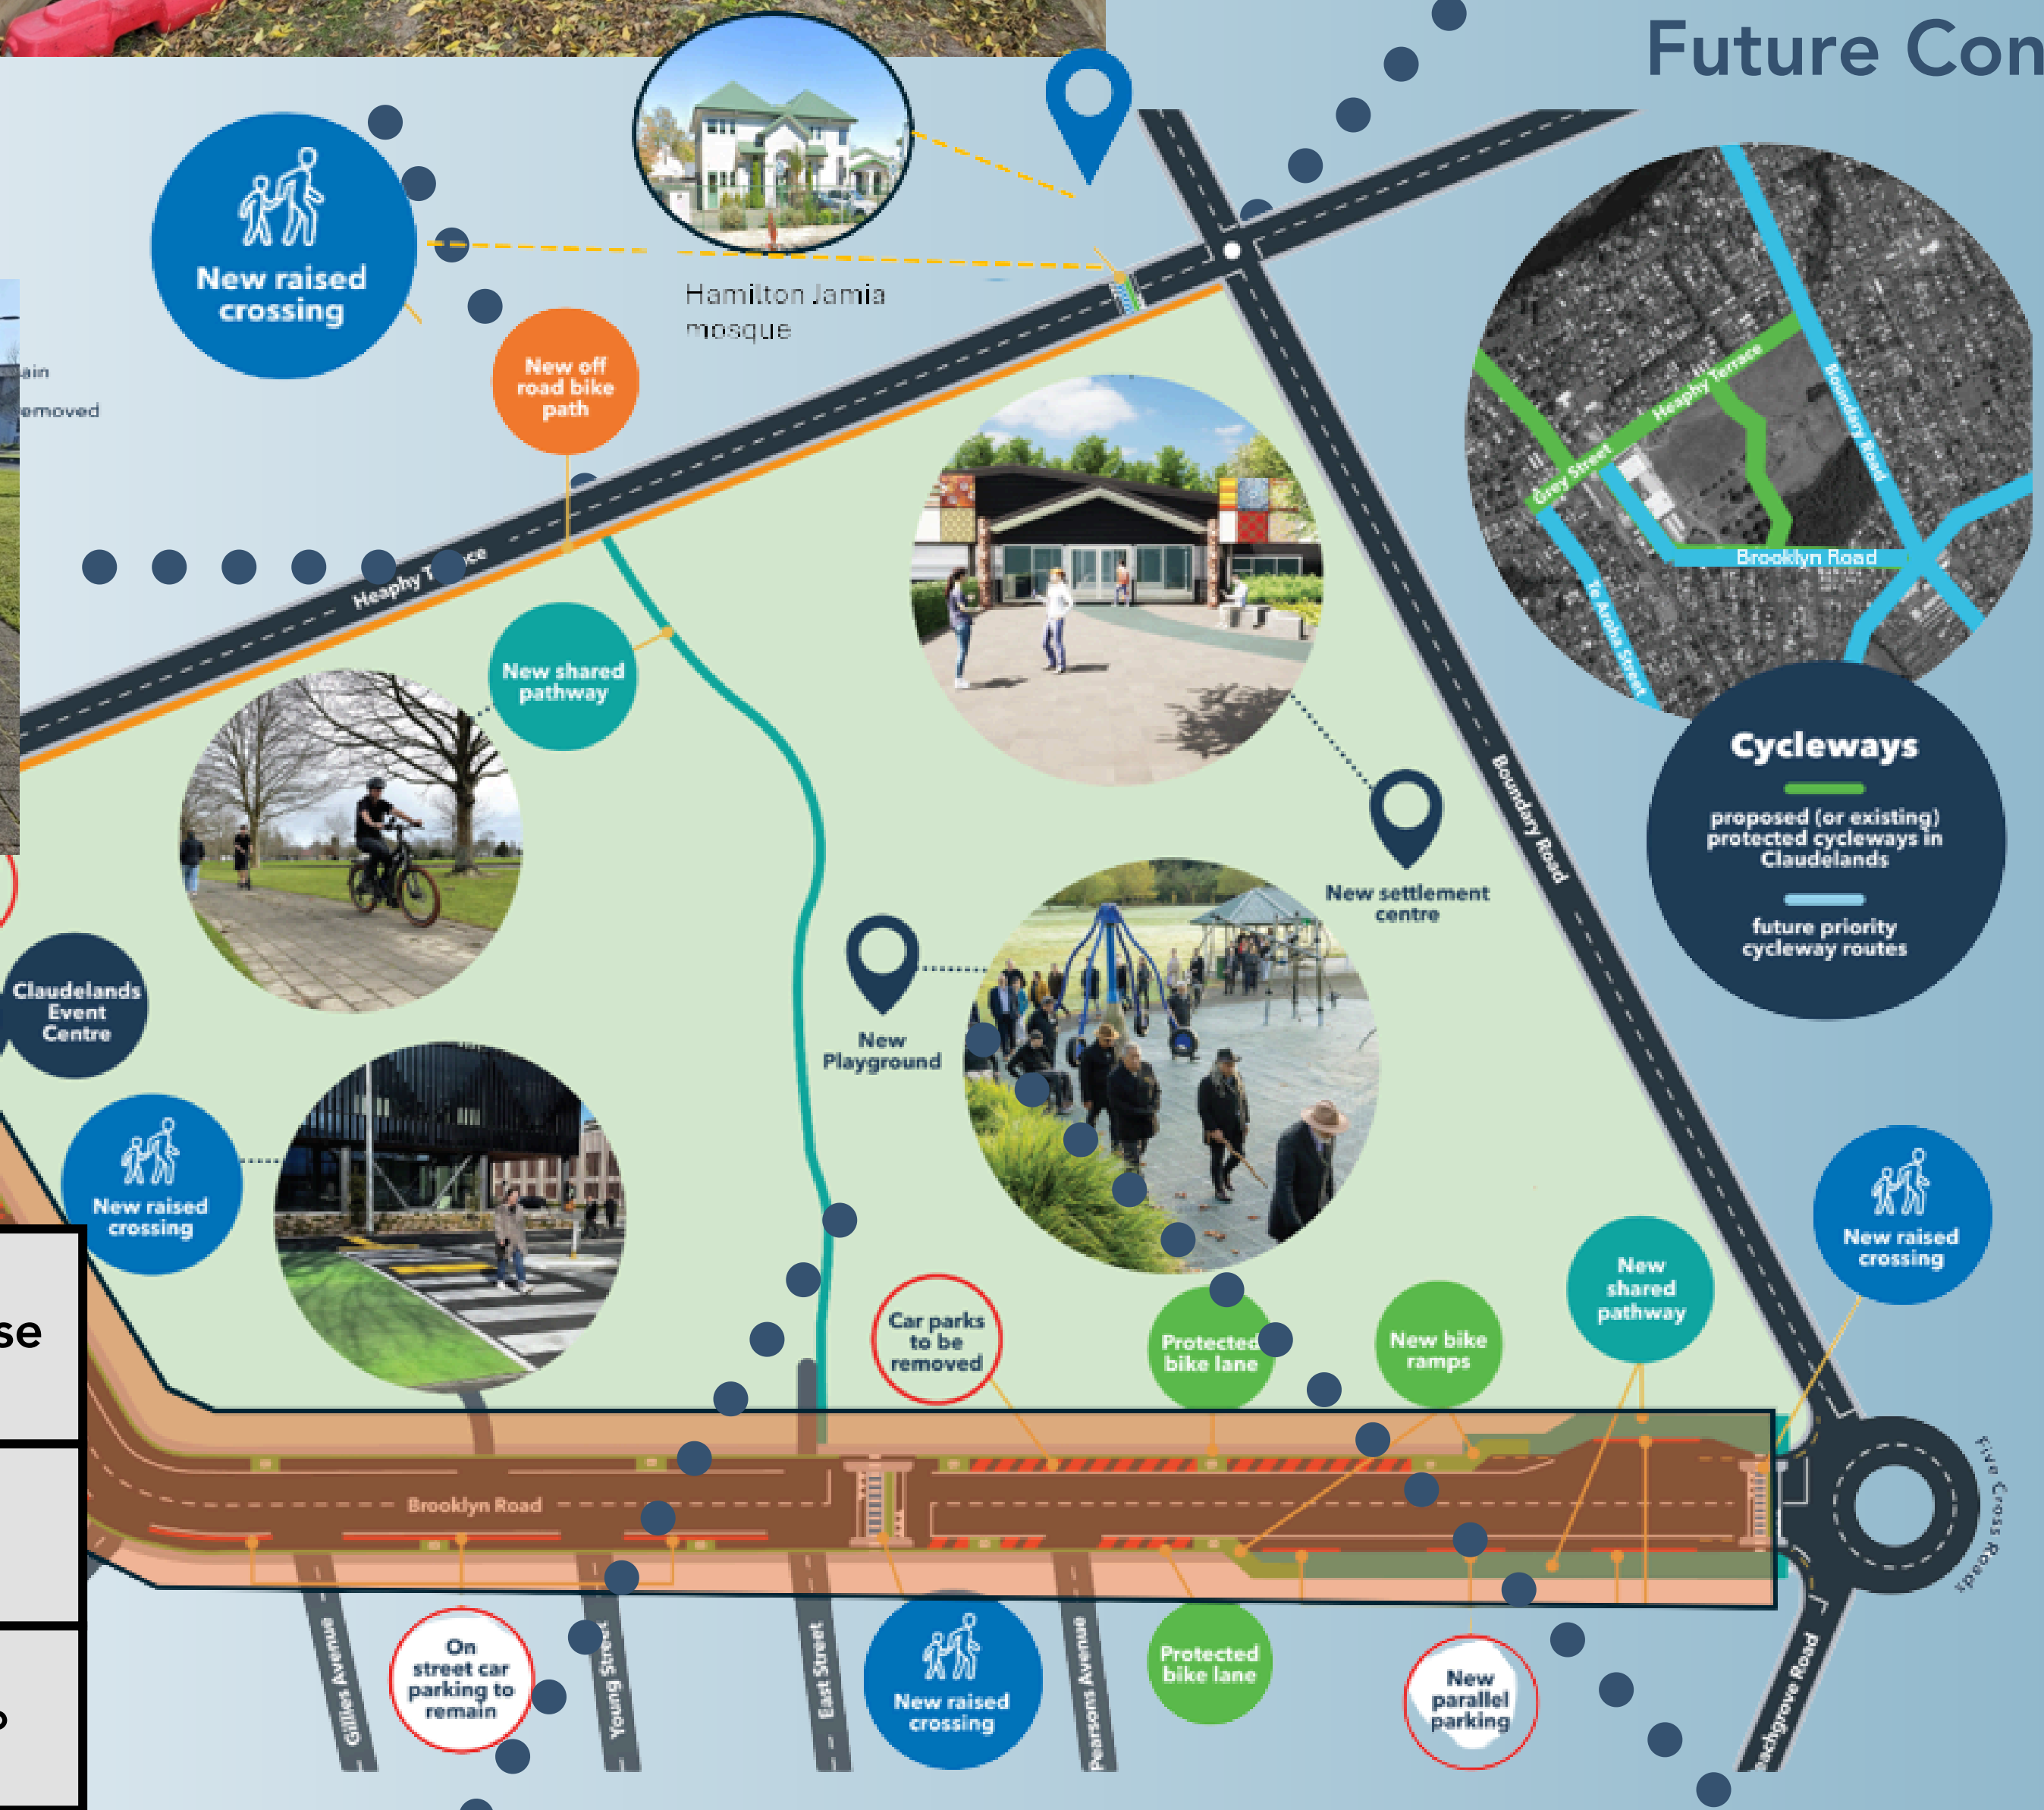 Future Con
New raised
crossing
Hamilton Jamia
mosque
ain
emoved
New off
road bike
path
Heaphy
New shared
pathway
Boundary Road
Grey Street
Heaphy Terrace
Boundary Road
Brooklyn Road
Te Aroha Street
Cycleways
proposed (or existing)
protected cycleways in
Claudelands
future priority
cycleway routes
New settlement
centre
Claudelands
Event
Centre
New
Playground
New raised
crossing
New raised
crossing
se
Car parks
to be
removed
Protected
bike lane
New bike
ramps
New
shared
pathway
Brooklyn Road
Five Cross Roads
Gillies Avenue
On
street car
parking to
remain
Young Street
East Street
New raised
crossing
Pearsons Avenue
Protected
bike lane
New
parallel
parking
achgrove Road